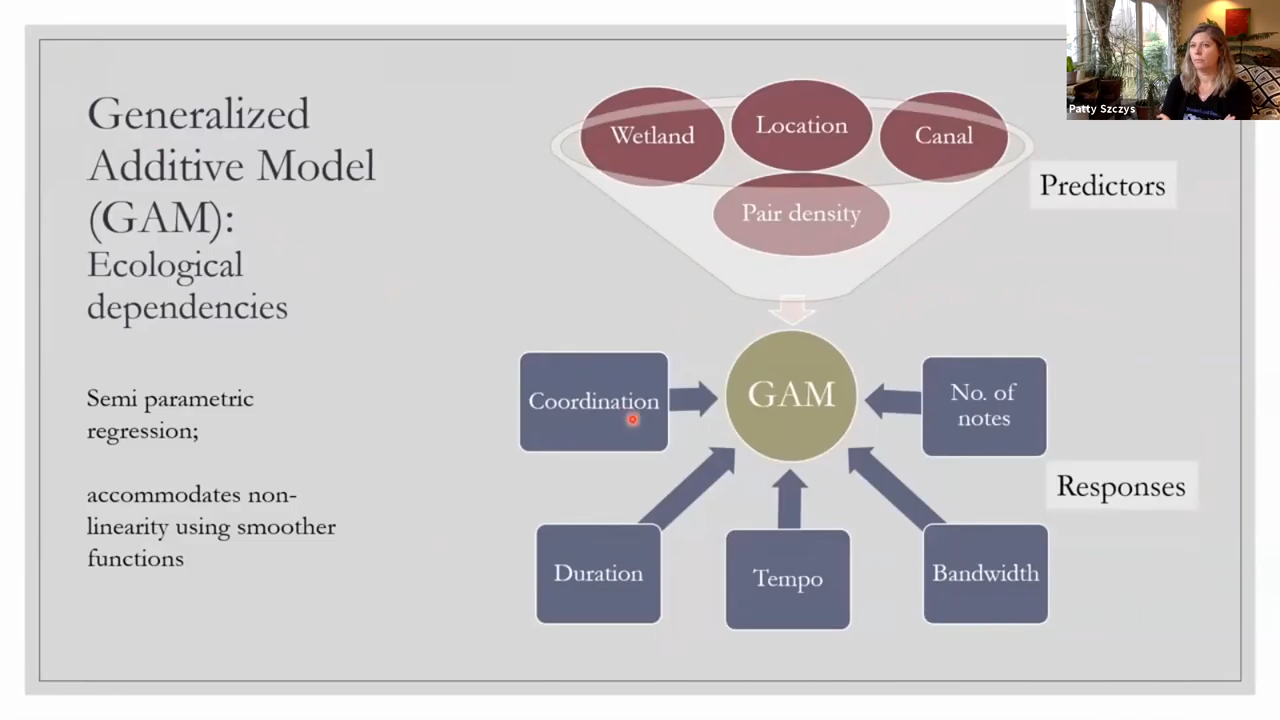 Generalized
Additive Model
(GAM):
Ecological
dependencies
Semi parametric
regression;
accommodates non-
linearity using smoother
functions
Wetland
Location
Canal
Pair density
Predictors
GAM
Coordination
No. of
notes
Responses
Duration
Tempo
Bandwidth
Patty Szczys